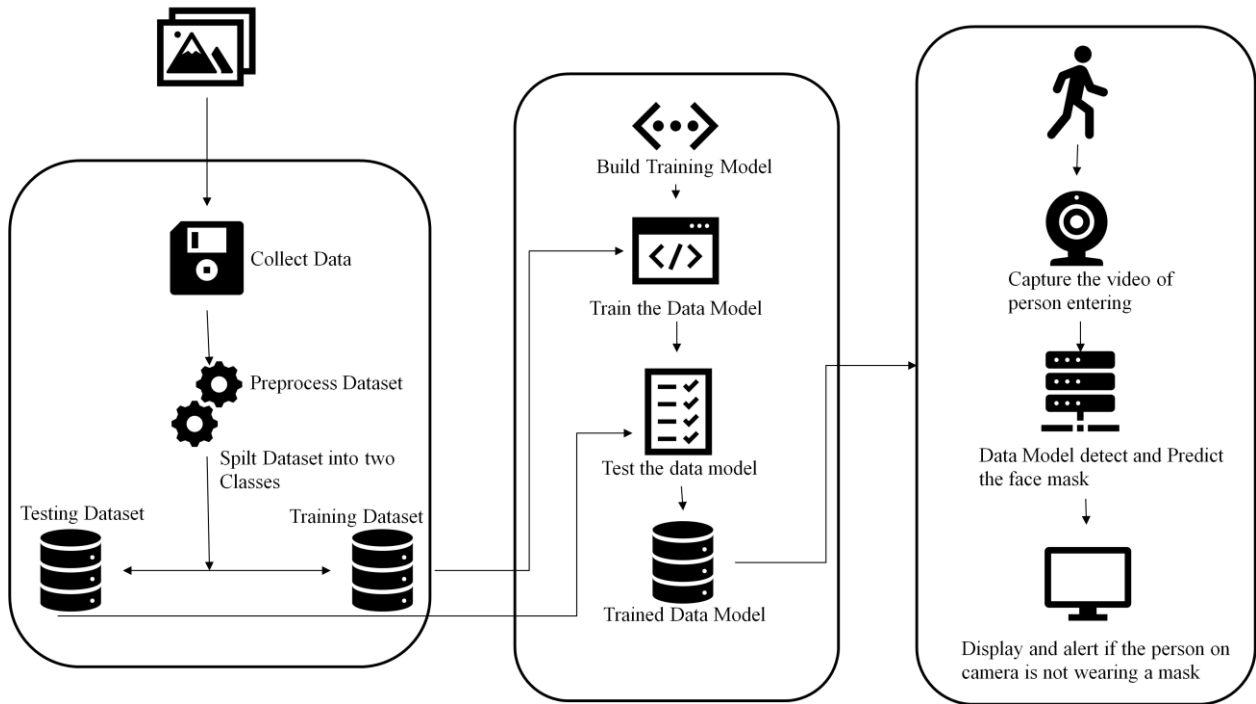 Collect Data
Preprocess Dataset
Spilt Dataset into two
Classes
Testing Dataset
Training Dataset
Build Training Model
</>
Train the Data Model
Test the data model
Trained Data Model
Capture the video of
person entering
Data Model detect and Predict
the face mask
Display and alert if the person on
camera is not wearing a mask